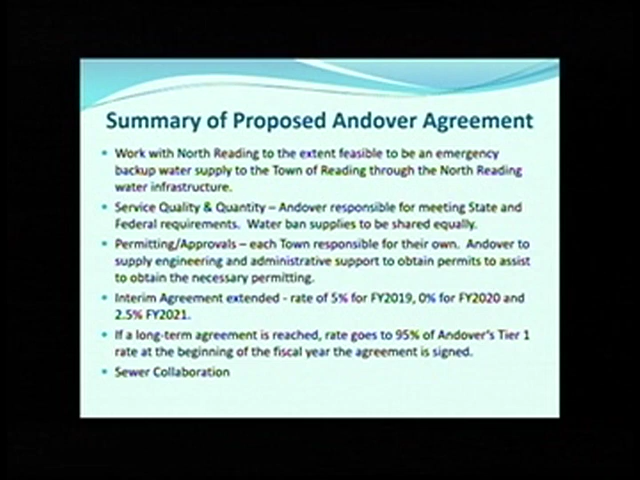 Summary of Proposed Andover Agreement
• Work with North Reading to the extent feasible to be an emergency
backup water supply to the Town of Reading through the North Reading
water infrastructure.
• Service Quality & Quantity – Andover responsible for meeting State and
Federal requirements. Water ban supplies to be shared equally.
• Permitting/Approvals – each Town responsible for their own. Andover to
supply engineering and administrative support to obtain permits to assist
to obtain the necessary permitting.
• Interim Agreement extended - rate of 5% for FY2019, 0% for FY2020 and
2.5% FY2021.
• If a long-term agreement is reached, rate goes to 95% of Andover's Tier 1
rate at the beginning of the fiscal year the agreement is signed.
• Sewer Collaboration